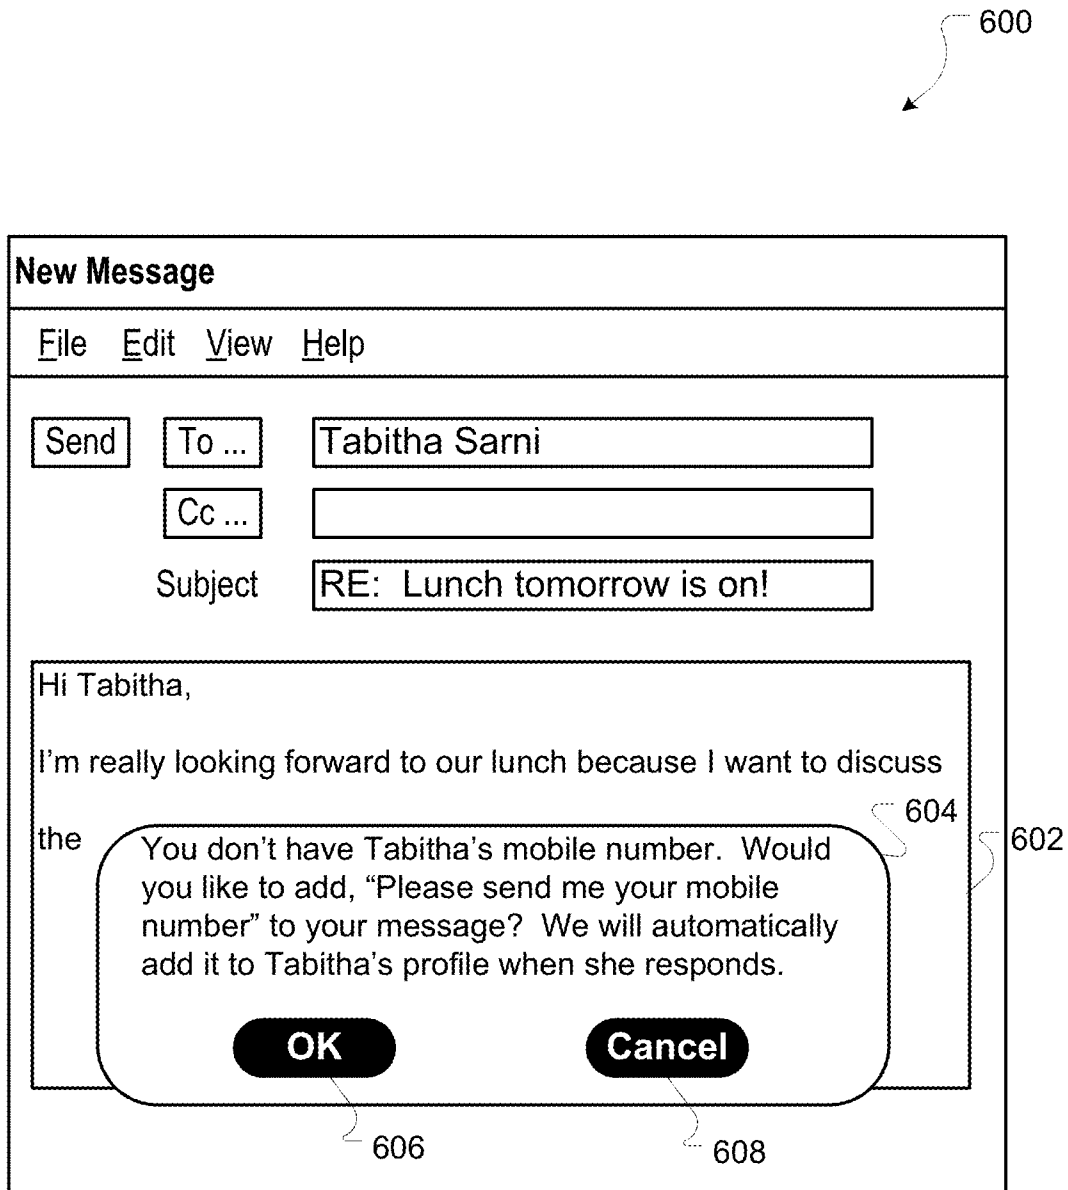 600
New Message
File Edit View Help
Send To ... Tabitha Sarni
Cc ...
Subject RE: Lunch tomorrow is on!
Hi Tabitha,
I'm really looking forward to our lunch because I want to discuss
604
the
602
You don't have Tabitha's mobile number. Would
you like to add, “Please send me your mobile
number” to your message? We will automatically
add it to Tabitha's profile when she responds.
OK Cancel
606 608